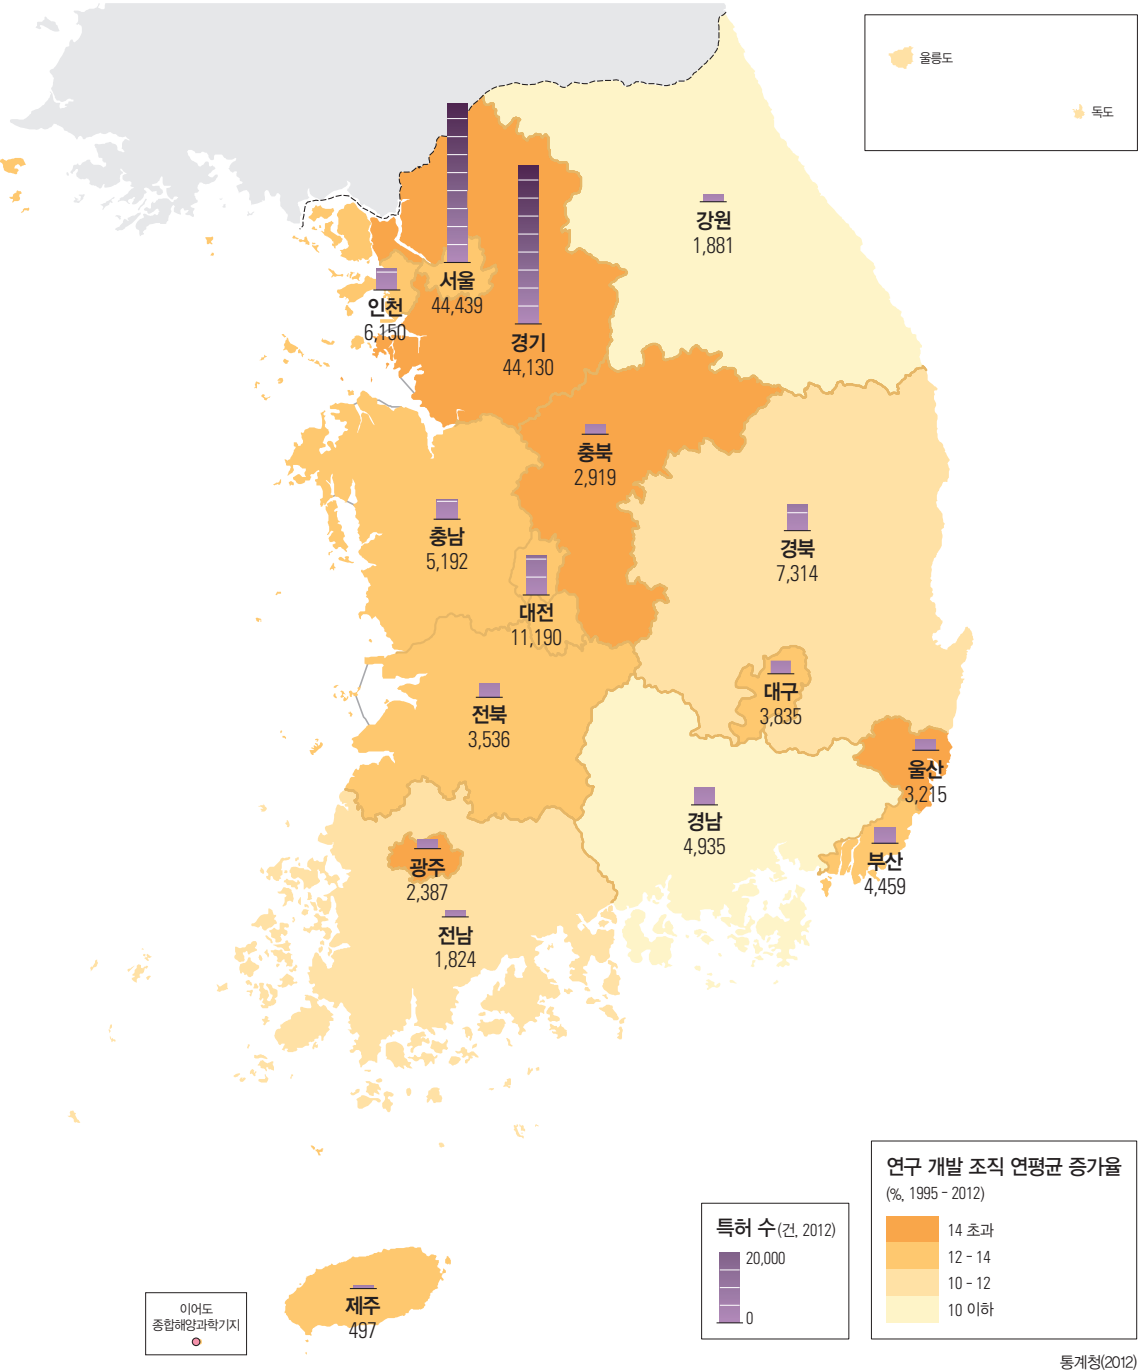 울릉도
독도
강원
1,881
서울
44,439
인천
6,150
경기
44,130
충북
2,919
충남
5,192
경북
7,314
대전
11,190
대구
3,835
전북
3,536
울산
3,215
경남
4,935
부산
4,459
광주
2,387
전남
1,824
제주
497
이어도
종합해양과학기지
특허 수(건, 2012)
20,000
0
연구 개발 조직 연평균 증가율
(%, 1995 - 2012)
14 초과
12 - 14
10 - 12
10 이하
통계청(2012)